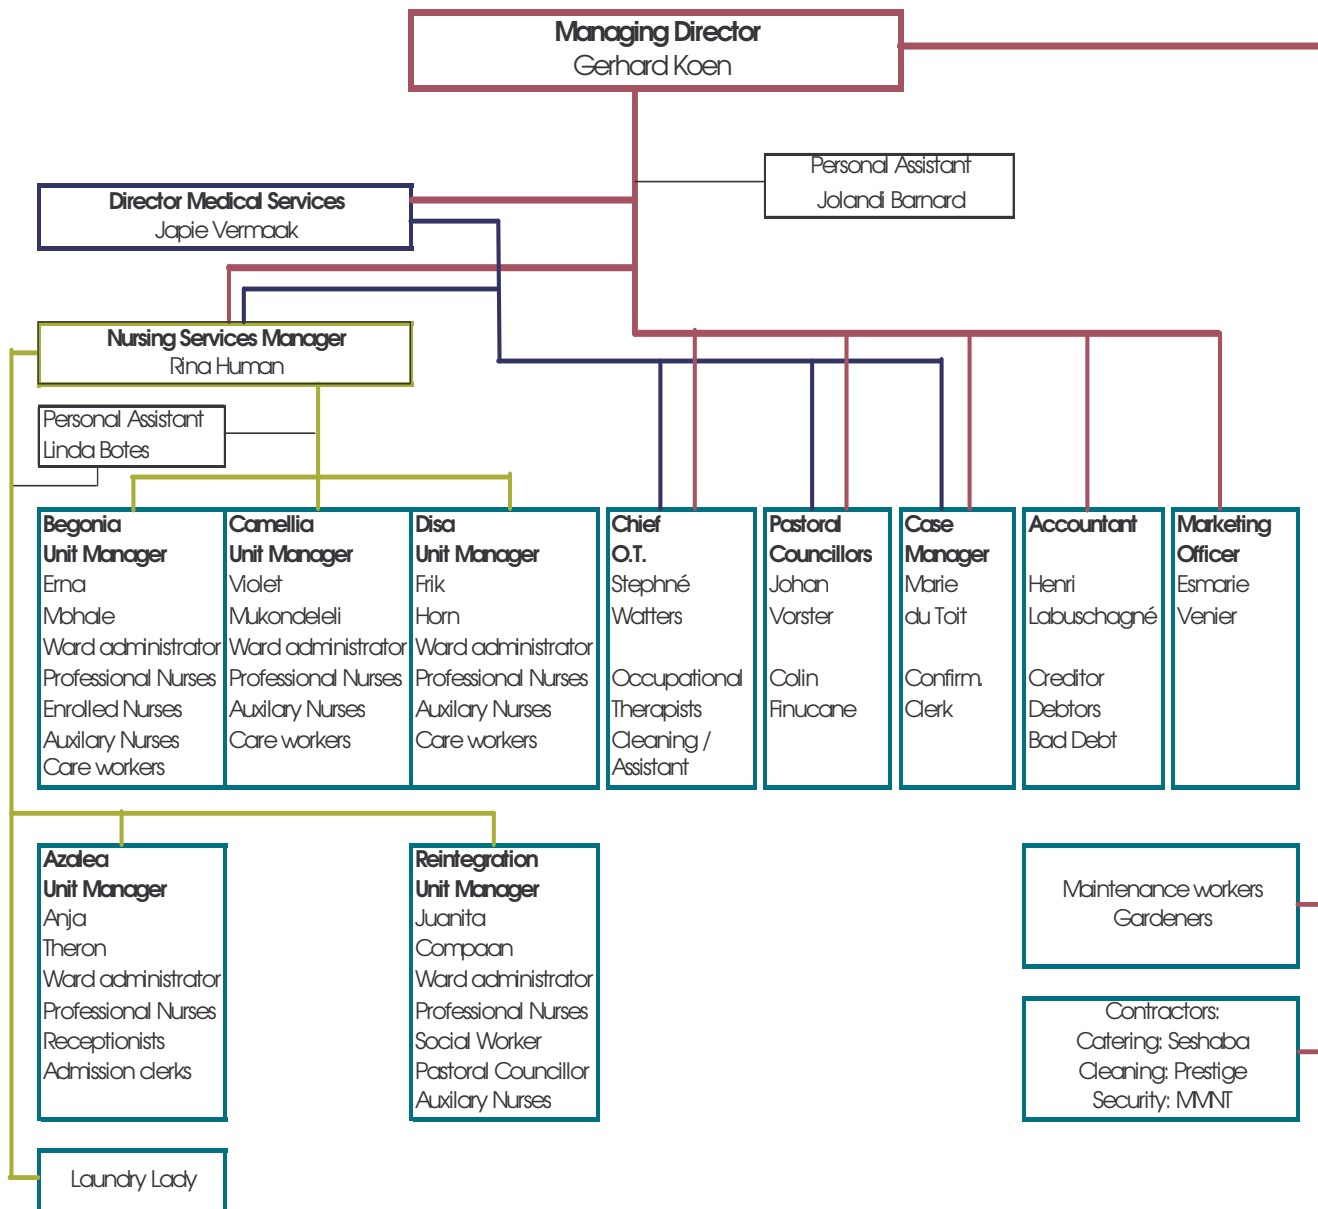 Managing Director
Gerhard Koen
Personal Assistant
Jolandi Barnard
Director Medical Services
Japie Vermaak
Nursing Services Manager
Rina Human
Personal Assistant
Linda Botes
Begonia
Unit Manager
Erna
Mohale
Ward administrator
Professional Nurses
Enrolled Nurses
Auxilary Nurses
Care workers
Camellia
Unit Manager
Violet
Mukondeleli
Ward administrator
Professional Nurses
Auxilary Nurses
Care workers
Disa
Unit Manager
Frik
Horn
Ward administrator
Professional Nurses
Auxilary Nurses
Care workers
Chief
O.T.
Stephné
Watters
Occupational
Therapists
Cleaning /
Assistant
Pastoral
Councillors
Johan
Vorster
Colin
Finucane
Case
Manager
Marie
du Toit
Confirm.
Clerk
Accountant
Henri
Labuschagné
Creditor
Debtors
Bad Debt
Marketing
Officer
Esmarie
Venier
Azalea
Unit Manager
Anja
Theron
Ward administrator
Professional Nurses
Receptionists
Admission clerks
Reintegration
Unit Manager
Juanita
Compaan
Ward administrator
Professional Nurses
Social Worker
Pastoral Councillor
Auxilary Nurses
Maintenance workers
Gardeners
Contractors:
Catering: Seshaba
Cleaning: Prestige
Security: MMNT
Laundry Lady